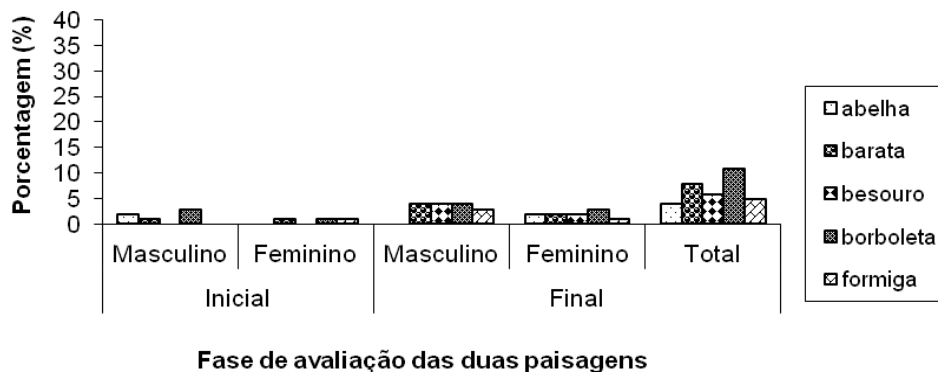 Porcentagem (%)
40
35
30
25
20
15
10
5
0
Masculino Feminino Masculino Feminino Total
Inicial Final
Fase de avaliação das duas paisagens
abelha
barata
besouro
borboleta
formiga